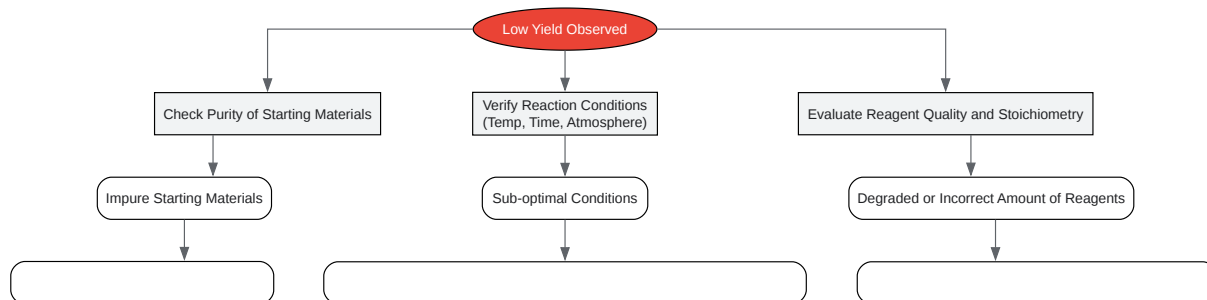 Low Yield Observed
Check Purity of Starting Materials
Verify Reaction Conditions
(Temp, Time, Atmosphere)
Evaluate Reagent Quality and Stoichiometry
Impure Starting Materials
Sub-optimal Conditions
Degraded or Incorrect Amount of Reagents